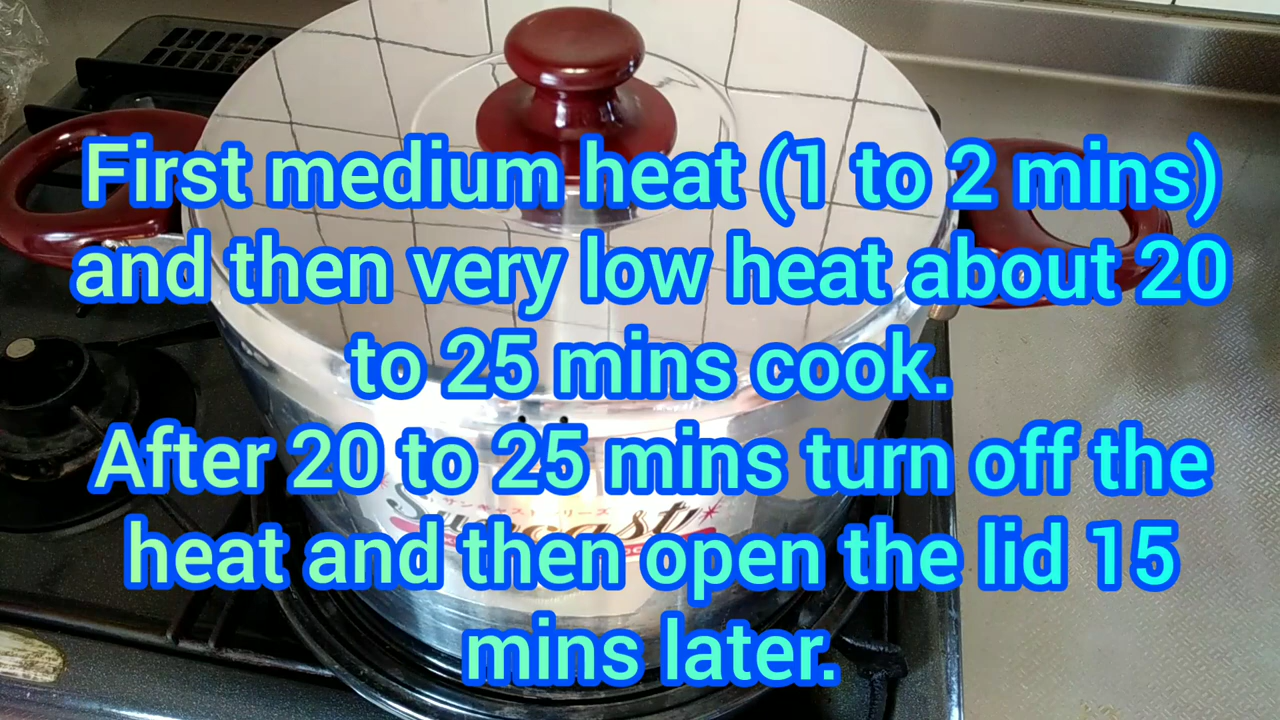 First medium heat (1 to 2 mins)
and then very low heat about 20
to 25 mins cook.
After 20 to 25 mins turn off the
heat and then open the lid 15
mins later.